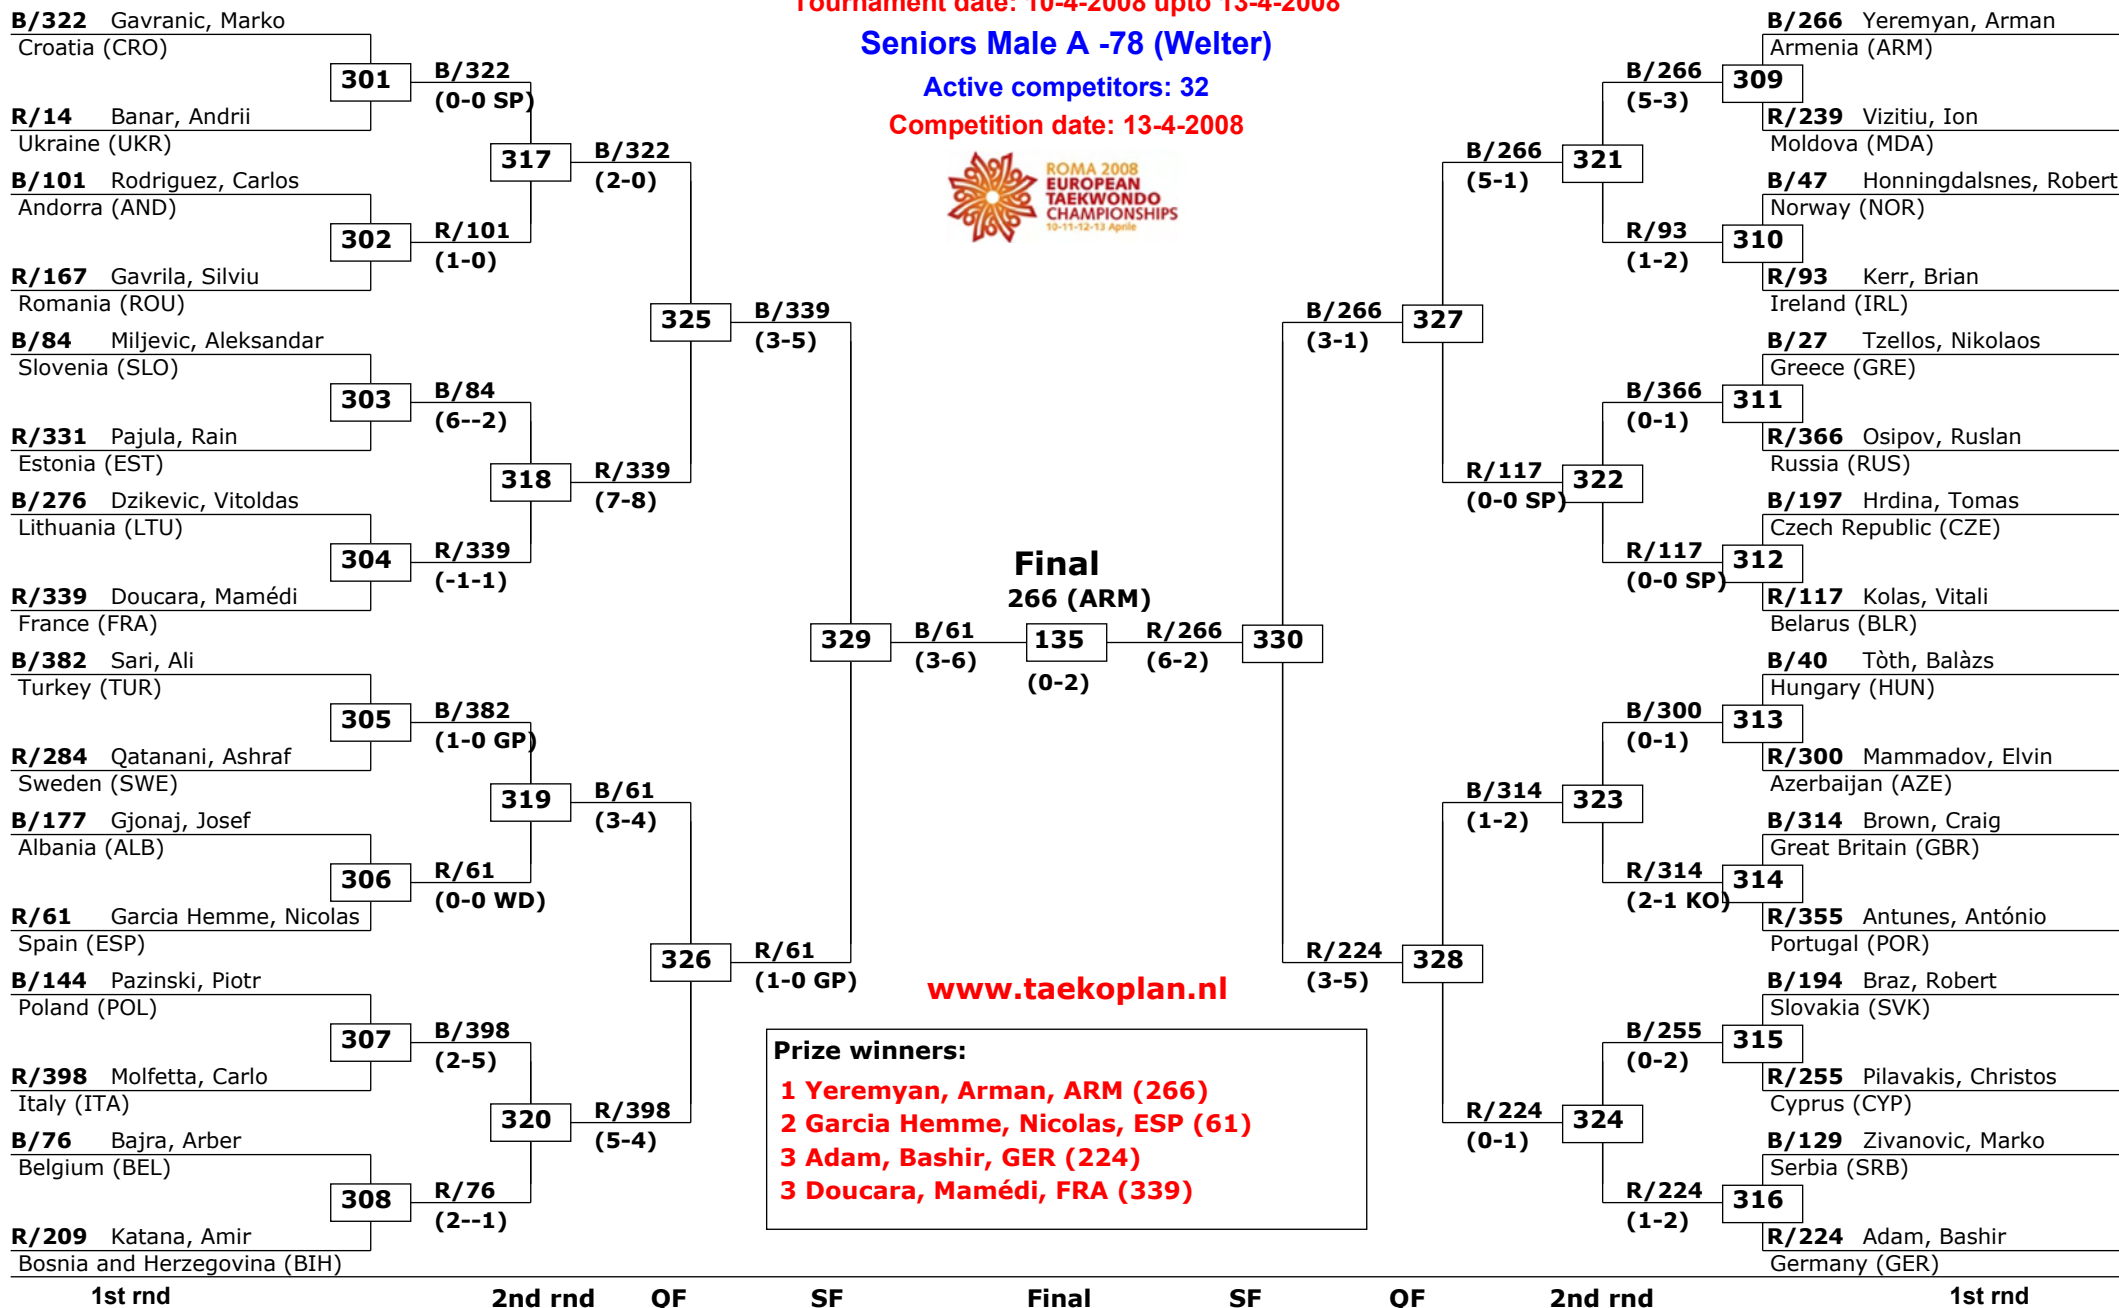 Tournament date: 10-4-2008 upto 13-4-2008
Seniors Male A -78 (Welter)
Active competitors: 32
Competition date: 13-4-2008
ROMA 2008
EUROPEAN
TAEKWONDO
CHAMPIONSHIPS
10-11-12-13 Aprile
B/322 Gavranic, Marko
Croatia (CRO)
301
R/14 Banar, Andrii
Ukraine (UKR)
B/101 Rodriguez, Carlos
Andorra (AND)
302
R/167 Gavrila, Silviu
Romania (ROU)
B/84 Miljevic, Aleksandar
Slovenia (SLO)
303
R/331 Pajula, Rain
Estonia (EST)
B/276 Dzikevic, Vitoldas
Lithuania (LTU)
304
R/339 Doucara, Mamédi
France (FRA)
B/382 Sari, Ali
Turkey (TUR)
305
R/284 Qatanani, Ashraf
Sweden (SWE)
B/177 Gjonaj, Josef
Albania (ALB)
306
R/61 Garcia Hemme, Nicolas
Spain (ESP)
B/144 Pazinski, Piotr
Poland (POL)
307
R/398 Molfetta, Carlo
Italy (ITA)
B/76 Bajra, Arber
Belgium (BEL)
308
R/209 Katana, Amir
Bosnia and Herzegovina (BIH)
B/322
(0-0 SP)
317
R/101
(1-0)
B/84
(6--2)
318
R/339
(-1-1)
B/382
(1-0 GP)
319
R/61
(0-0 WD)
B/398
(2-5)
320
R/76
(2--1)
B/322
(2-0)
325
R/339
(7-8)
B/61
(3-4)
326
R/398
(5-4)
B/339
(3-5)
329
R/61
(1-0 GP)
B/61
(3-6)
Final
266 (ARM)
135
(0-2)
R/266
(6-2)
330
B/266
(3-1)
327
R/224
(3-5)
328
B/266
(5-1)
321
R/117
(0-0 SP)
322
B/314
(1-2)
323
R/224
(0-1)
324
B/266
(5-3)
R/93
(1-2)
B/366
(0-1)
R/117
(0-0 SP)
B/300
(0-1)
R/314
(2-1 KO)
B/255
(0-2)
R/224
(1-2)
B/266 Yeremyan, Arman
Armenia (ARM)
309
R/239 Vizitiu, Ion
Moldova (MDA)
B/47 Honningdalsnes, Robert
Norway (NOR)
310
R/93 Kerr, Brian
Ireland (IRL)
B/27 Tzellos, Nikolaos
Greece (GRE)
311
R/366 Osipov, Ruslan
Russia (RUS)
B/197 Hrdina, Tomas
Czech Republic (CZE)
312
R/117 Kolas, Vitali
Belarus (BLR)
B/40 Tòth, Balàzs
Hungary (HUN)
313
R/300 Mammadov, Elvin
Azerbaijan (AZE)
B/314 Brown, Craig
Great Britain (GBR)
314
R/355 Antunes, António
Portugal (POR)
B/194 Braz, Robert
Slovakia (SVK)
315
R/255 Pilavakis, Christos
Cyprus (CYP)
B/129 Zivanovic, Marko
Serbia (SRB)
316
R/224 Adam, Bashir
Germany (GER)
www.taekoplan.nl
Prize winners:
1 Yeremyan, Arman, ARM (266)
2 Garcia Hemme, Nicolas, ESP (61)
3 Adam, Bashir, GER (224)
3 Doucara, Mamédi, FRA (339)
1st rnd 2nd rnd QF SF Final SF QF 2nd rnd 1st rnd